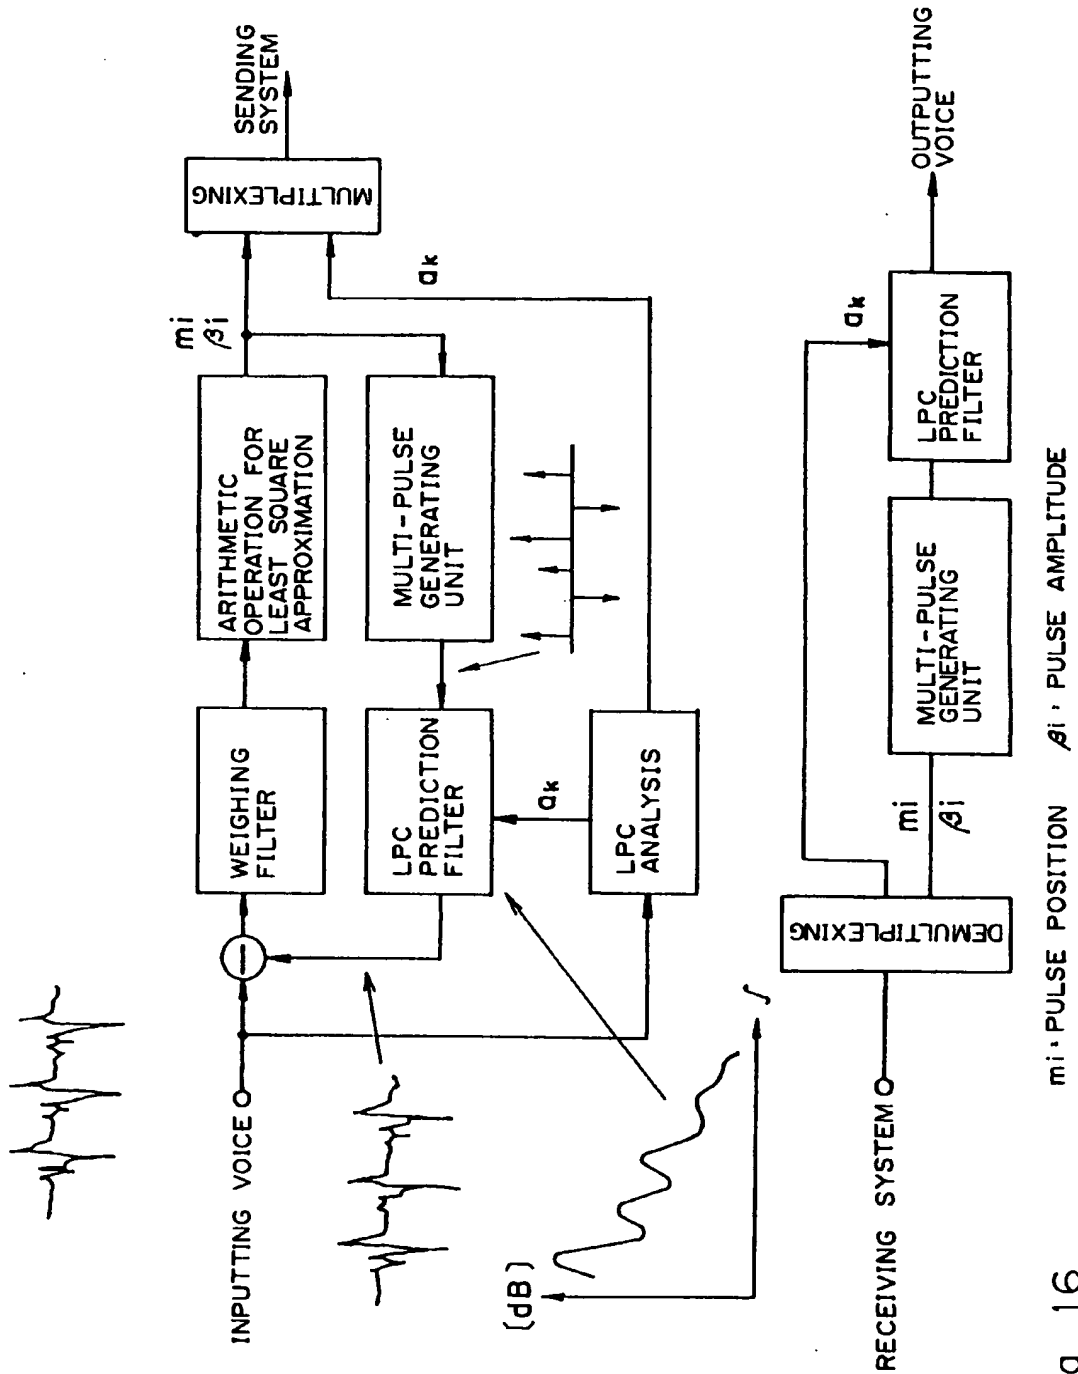 INPUTTING VOICE
WEIGHING
FILTER
ARITHMETIC
OPERATION FOR
LEAST SQUARE
APPROXIMATION
mi
βi
MULTIPLEXING
SENDING
SYSTEM
LPC
PREDICTION
FILTER
MULTI-PULSE
GENERATING
UNIT
ak
ak
LPC
ANALYSIS
[dB]
f
RECEIVING SYSTEM
DEMULTIPLEXING
mi
βi
MULTI-PULSE
GENERATING
UNIT
ak
LPC
PREDICTION
FILTER
OUTPUTTING
VOICE
mi : PULSE POSITION βi : PULSE AMPLITUDE
16